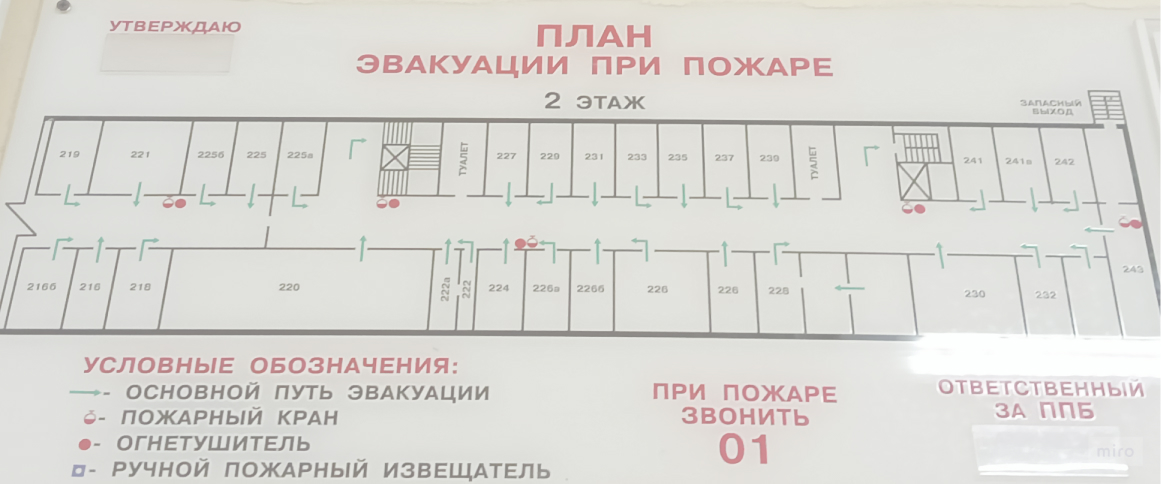 УТВЕРЖДАЮ
ПЛАН
ЭВАКУАЦИИ ПРИ ПОЖАРЕ
2 ЭТАЖ
ЗАПАСНЫЙ
ВЫХОД
219 221 225б 225 225а ТУАЛЕТ 227 229 231 233 235 237 239 ТУАЛЕТ 241 241а 242
216б 216 218 220 222а 222 224 226а 226б 226 226 228 230 232 243
УСЛОВНЫЕ ОБОЗНАЧЕНИЯ:
- ОСНОВНОЙ ПУТЬ ЭВАКУАЦИИ
- ПОЖАРНЫЙ КРАН
- ОГНЕТУШИТЕЛЬ
- РУЧНОЙ ПОЖАРНЫЙ ИЗВЕЩАТЕЛЬ
ПРИ ПОЖАРЕ
ЗВОНИТЬ
01
ОТВЕТСТВЕННЫЙ
ЗА ППБ
miro